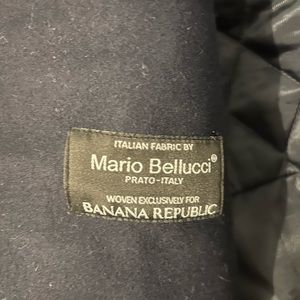 ITALIAN FABRIC BY
Mario Bellucci®
PRATO-ITALY
WOVEN EXCLUSIVELY FOR
BANANA REPUBLIC